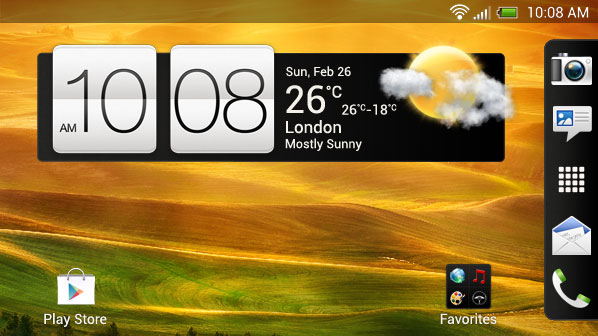 10:08 AM
AM 10 08
Sun, Feb 26
26°C
26°C-18°C
London
Mostly Sunny
Play Store
Favorites